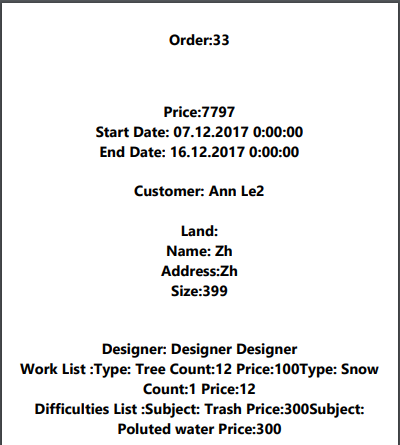 Order:33
Price:7797
Start Date: 07.12.2017 0:00:00
End Date: 16.12.2017 0:00:00
Customer: Ann Le2
Land:
Name: Zh
Address:Zh
Size:399
Designer: Designer Designer
Work List :Type: Tree Count:12 Price:100Type: Snow
Count:1 Price:12
Difficulties List :Subject: Trash Price:300Subject:
Poluted water Price:300